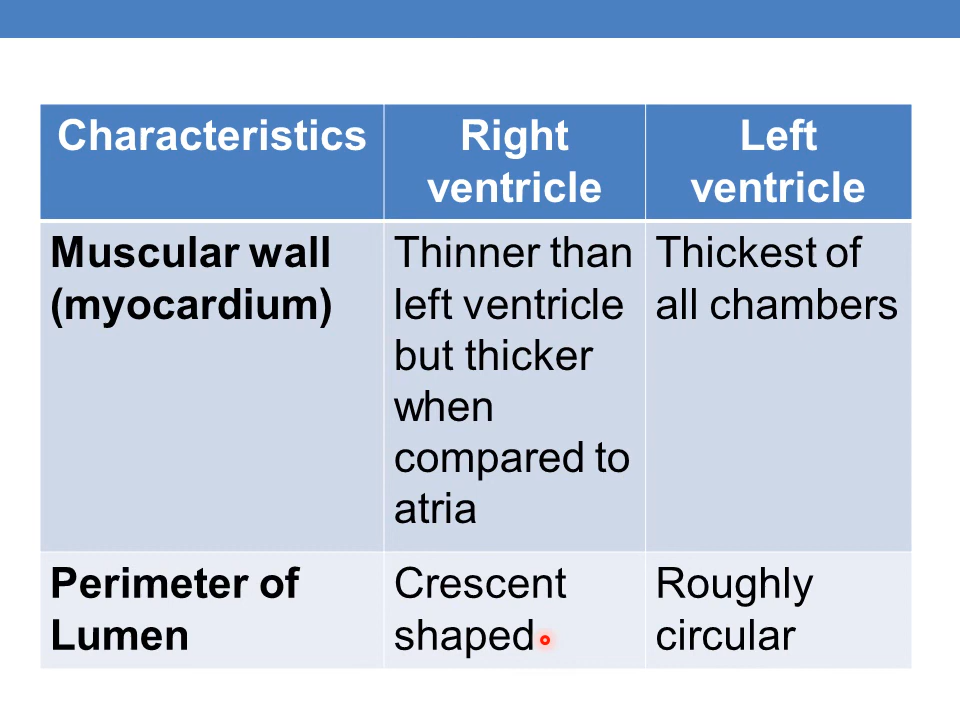 Characteristics
Right
ventricle
Left
ventricle
Muscular wall
(myocardium)
Thinner than
left ventricle
but thicker
when
compared to
atria
Thickest of
all chambers
Perimeter of
Lumen
Crescent
shaped
Roughly
circular